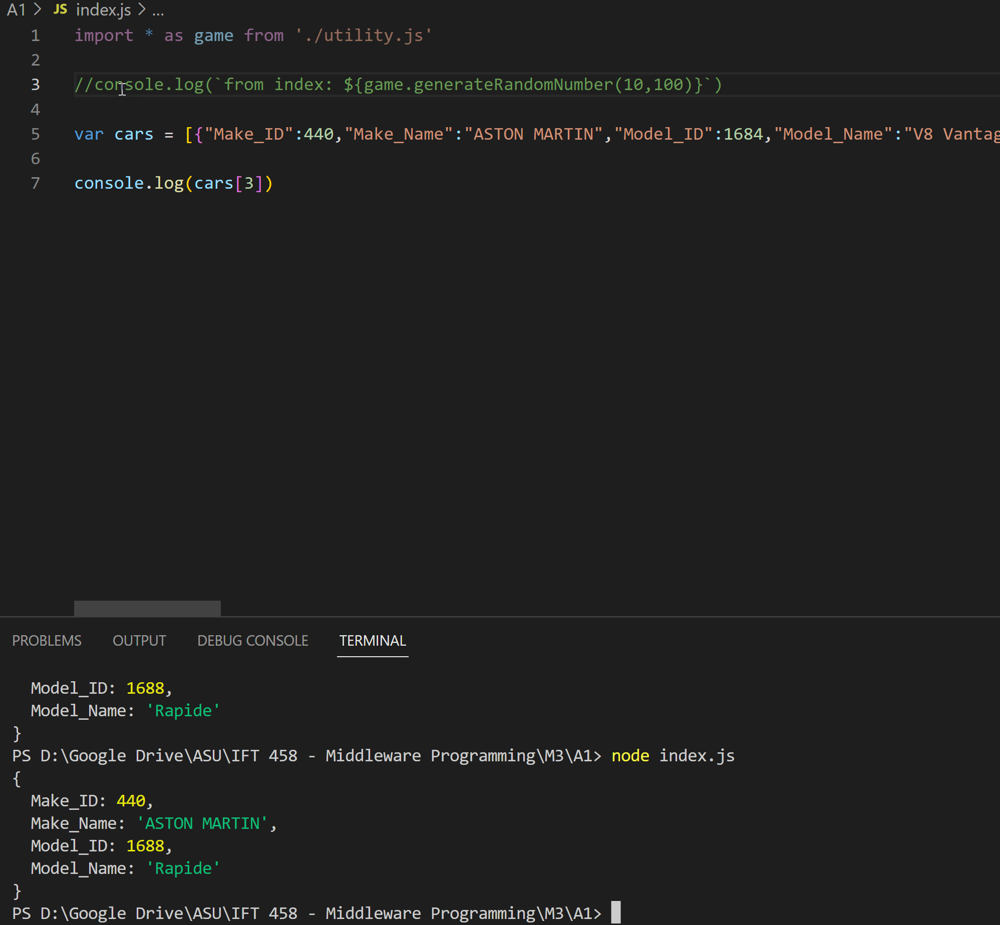 A1 > JS index.js > ...
1 import * as game from './utility.js'
2
3 //console.log(`from index: ${game.generateRandomNumber(10,100)}`)
4
5 var cars = [{"Make_ID":440,"Make_Name":"ASTON MARTIN","Model_ID":1684,"Model_Name":"V8 Vantag
6
7 console.log(cars[3])
PROBLEMS OUTPUT DEBUG CONSOLE TERMINAL
Model_ID: 1688,
Model_Name: 'Rapide'
}
PS D:\Google Drive\ASU\IFT 458 - Middleware Programming\M3\A1> node index.js
{
Make_ID: 440,
Make_Name: 'ASTON MARTIN',
Model_ID: 1688,
Model_Name: 'Rapide'
}
PS D:\Google Drive\ASU\IFT 458 - Middleware Programming\M3\A1>